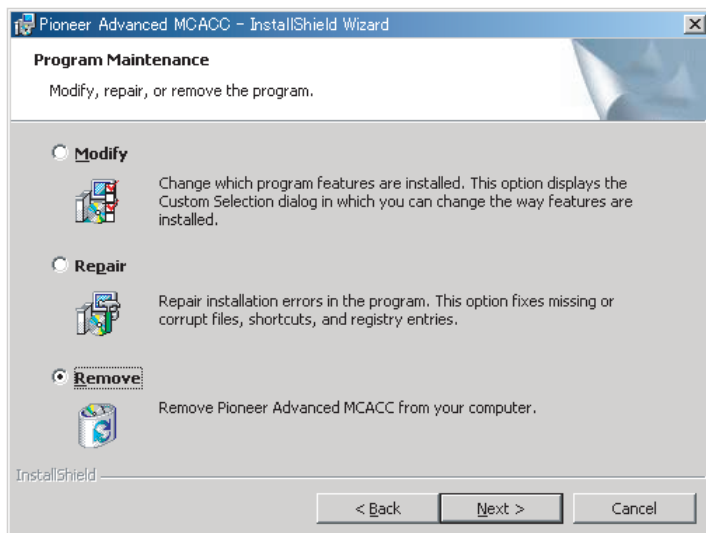 Pioneer Advanced MCACC - InstallShield Wizard
Program Maintenance
Modify, repair, or remove the program.
Modify
Change which program features are installed. This option displays the
Custom Selection dialog in which you can change the way features are
installed.
Repair
Repair installation errors in the program. This option fixes missing or
corrupt files, shortcuts, and registry entries.
Remove
Remove Pioneer Advanced MCACC from your computer.
InstallShield
< Back
Next >
Cancel